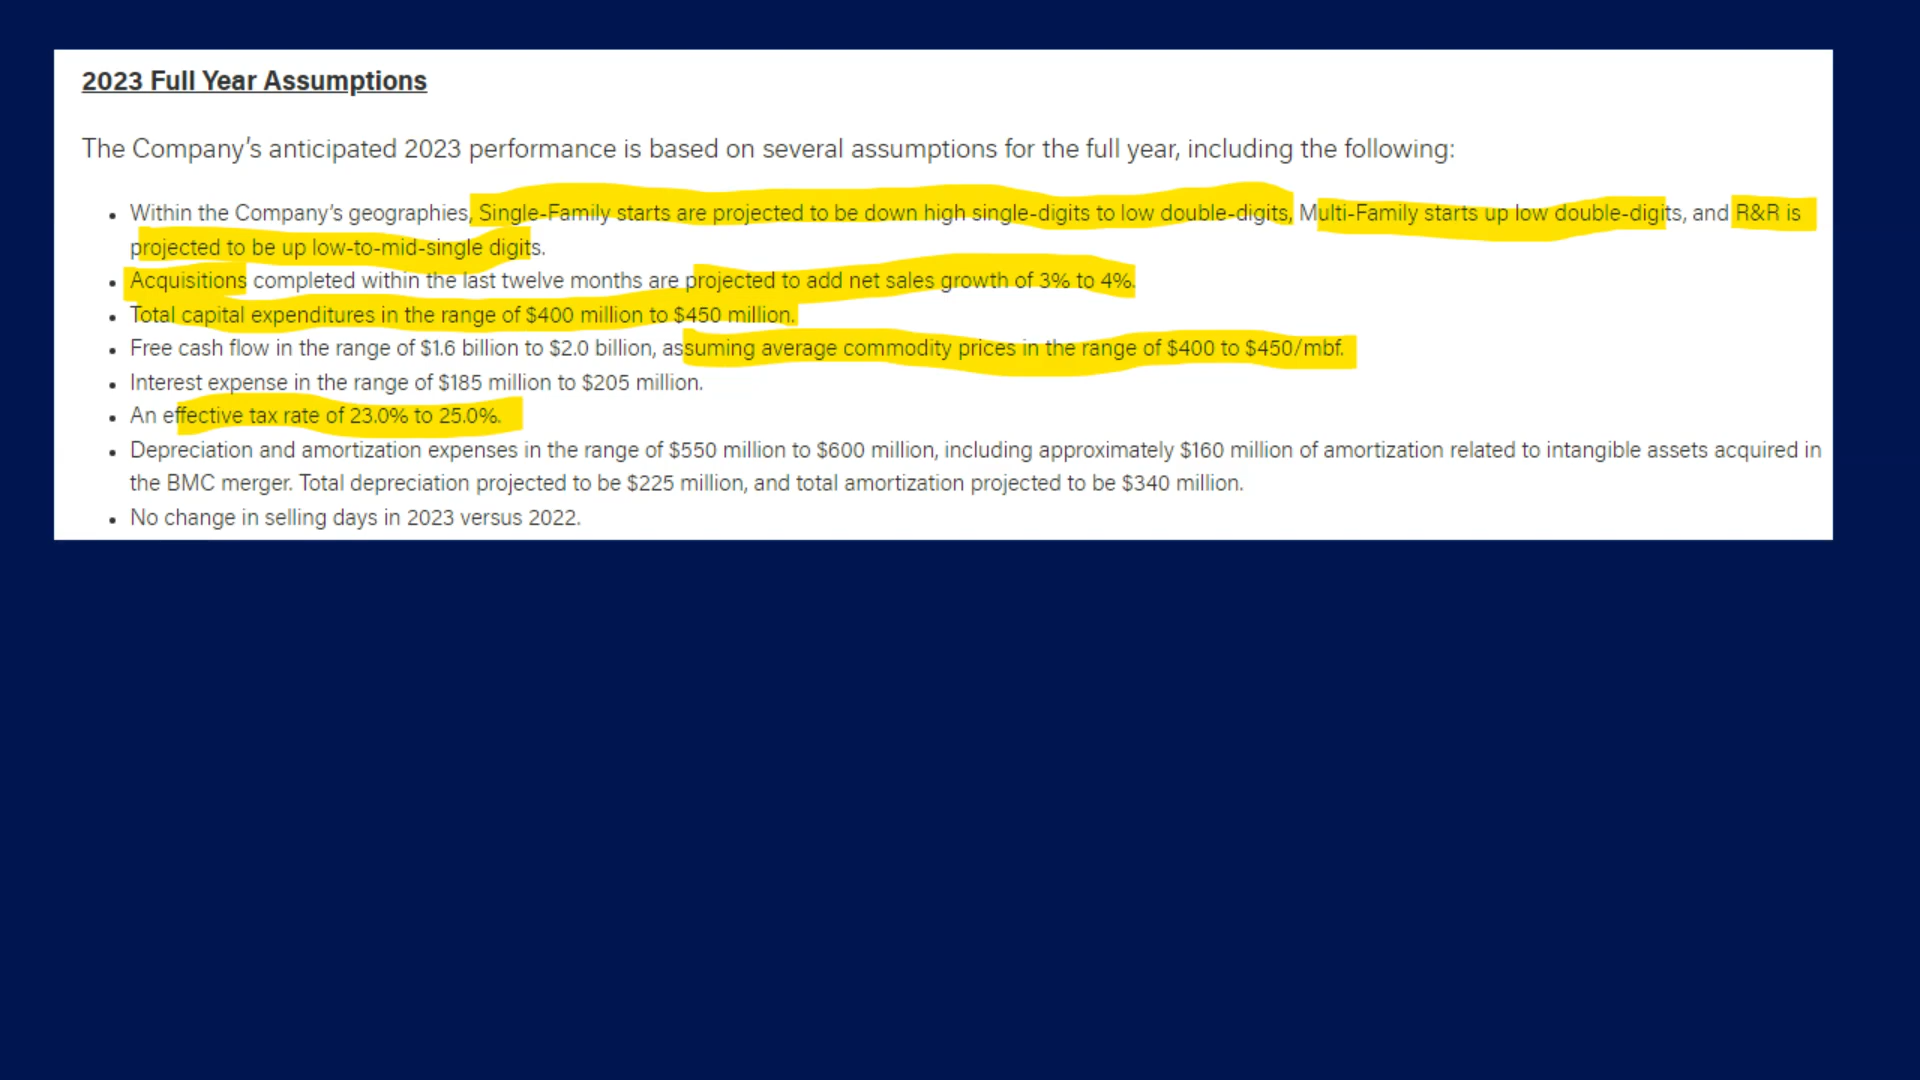 2023 Full Year Assumptions
The Company's anticipated 2023 performance is based on several assumptions for the full year, including the following:
• Within the Company's geographies, Single-Family starts are projected to be down high single-digits to low double-digits, Multi-Family starts up low double-digits, and R&R is
projected to be up low-to-mid-single digits.
• Acquisitions completed within the last twelve months are projected to add net sales growth of 3% to 4%.
• Total capital expenditures in the range of $400 million to $450 million.
• Free cash flow in the range of $1.6 billion to $2.0 billion, assuming average commodity prices in the range of $400 to $450/mbf.
• Interest expense in the range of $185 million to $205 million.
• An effective tax rate of 23.0% to 25.0%.
• Depreciation and amortization expenses in the range of $550 million to $600 million, including approximately $160 million of amortization related to intangible assets acquired in
the BMC merger. Total depreciation projected to be $225 million, and total amortization projected to be $340 million.
• No change in selling days in 2023 versus 2022.